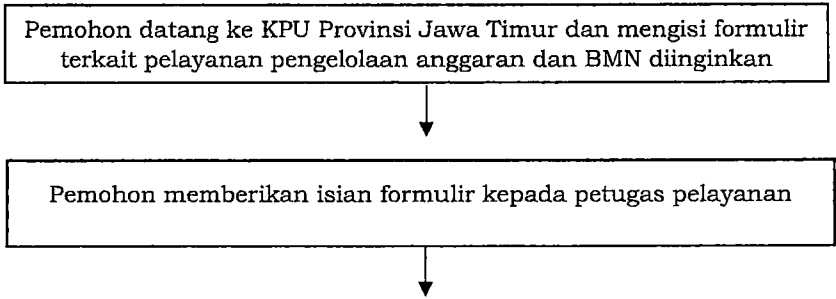 Pemohon datang ke KPU Provinsi Jawa Timur dan mengisi formulir
terkait pelayanan pengelolaan anggaran dan BMN diinginkan
Pemohon memberikan isian formulir kepada petugas pelayanan